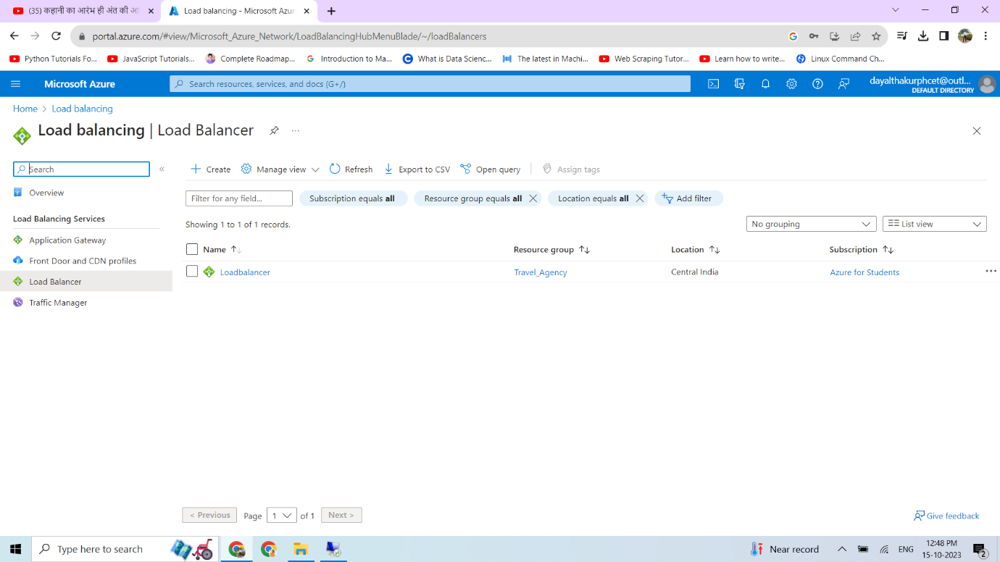 (35) कहानी का आरंभ ही अंत की
Load balancing - Microsoft Azur
portal.azure.com/#view/Microsoft_Azure_Network/LoadBalancingHubMenuBlade/~/loadBalancers
Python Tutorials Fo... JavaScript Tutorials... Complete Roadmap... Introduction to Ma... What is Data Scienc... The latest in Machi... Web Scraping Tutor... Learn how to write... Linux Command Ch...
Microsoft Azure
Search resources, services, and docs (G+/)
dayalthakurphcet@outl...
DEFAULT DIRECTORY
Home > Load balancing
Load balancing | Load Balancer
Search
Overview
Load Balancing Services
Application Gateway
Front Door and CDN profiles
Load Balancer
Traffic Manager
Create Manage view Refresh Export to CSV Open query Assign tags
Filter for any field... Subscription equals all Resource group equals all Location equals all Add filter
Showing 1 to 1 of 1 records.
No grouping List view
Name Resource group Location Subscription
Loadbalancer Travel_Agency Central India Azure for Students
< Previous Page 1 of 1 Next >
Give feedback
Type here to search
Near record
ENG
12:48 PM
15-10-2023
2